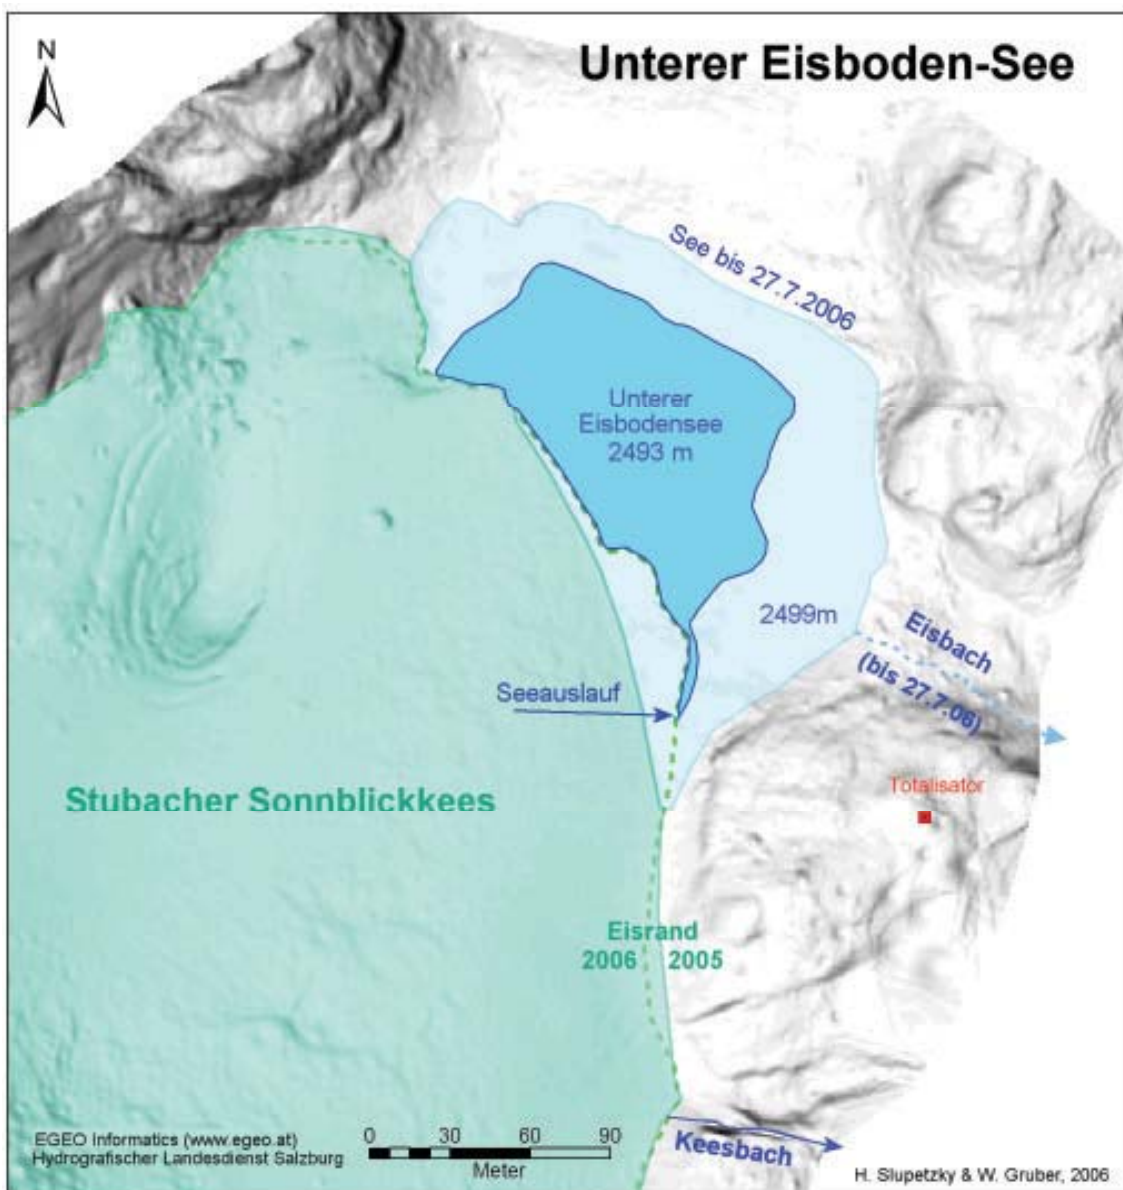 N
Unterer Eisboden-See
See bis 27.7.2006
Unterer
Eisbodensee
2493 m
2499m
Eisbach
(bis 27.7.06)
Seeauslauf
Totalisator
Stubacher Sonnblickkees
Eisrand
2006 2005
Keesbach
0 30 60 90
Meter
EGEO Informatics (www.egeo.at)
Hydrografischer Landesdienst Salzburg
H. Slupetzky & W. Gruber, 2006